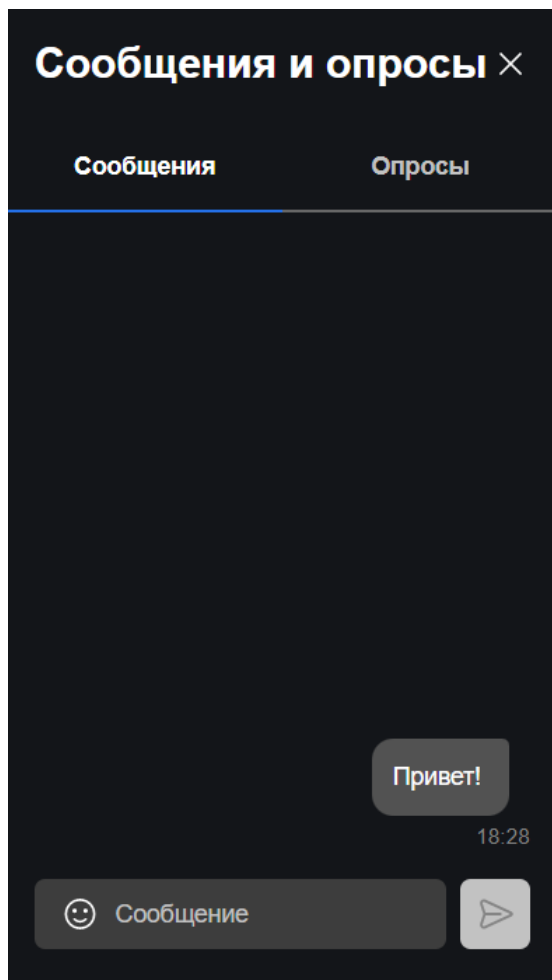 Сообщения и опросы
Сообщения Опросы
Привет!
18:28
Сообщение